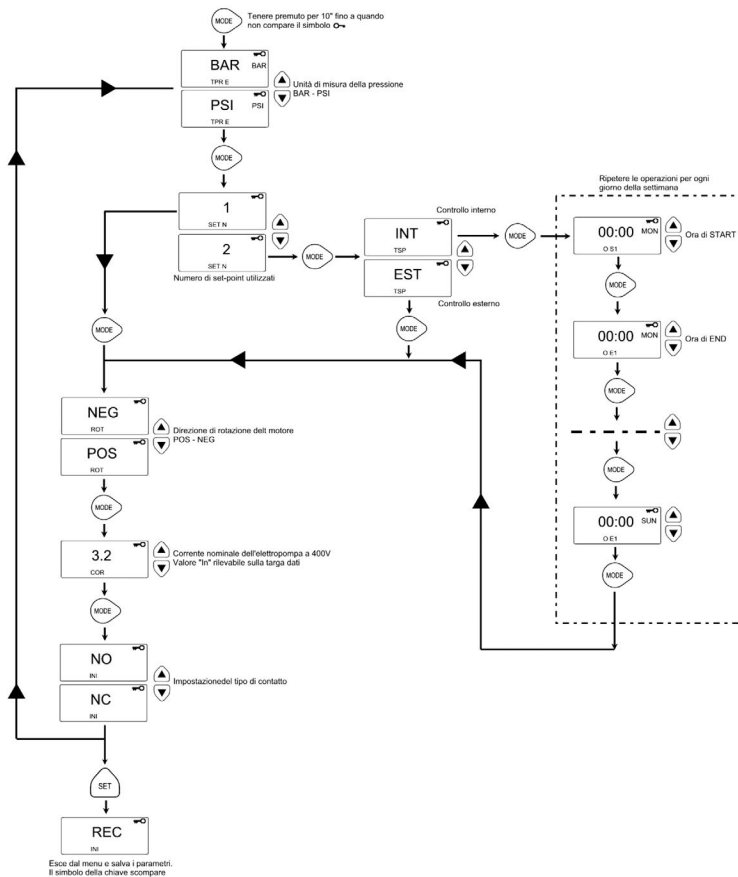 MODE
Tenere premuto per 10" fino a quando
non compare il simbolo
BAR BAR
TPR E
PSI PSI
TPR E
Unità di misura della pressione
BAR - PSI
MODE
1
SET N
2
SET N
Numero di set-point utilizzati
MODE
Controllo interno
INT
TSP
EST
TSP
Controllo esterno
MODE
MODE
Ripetere le operazioni per ogni
giorno della settimana
00:00 MON
O S1
Ora di START
MODE
00:00 MON
O E1
Ora di END
MODE
MODE
00:00 SUN
O E1
MODE
MODE
NEG
ROT
POS
ROT
Direzione di rotazione delt motore
POS - NEG
MODE
3.2
COR
Corrente nominale dell'elettropompa a 400V
Valore "In" rilevabile sulla targa dati
MODE
NO
INI
NC
INI
Impostazionedel tipo di contatto
SET
REC
INI
Esce dal menu e salva i parametri.
Il simbolo della chiave scompare